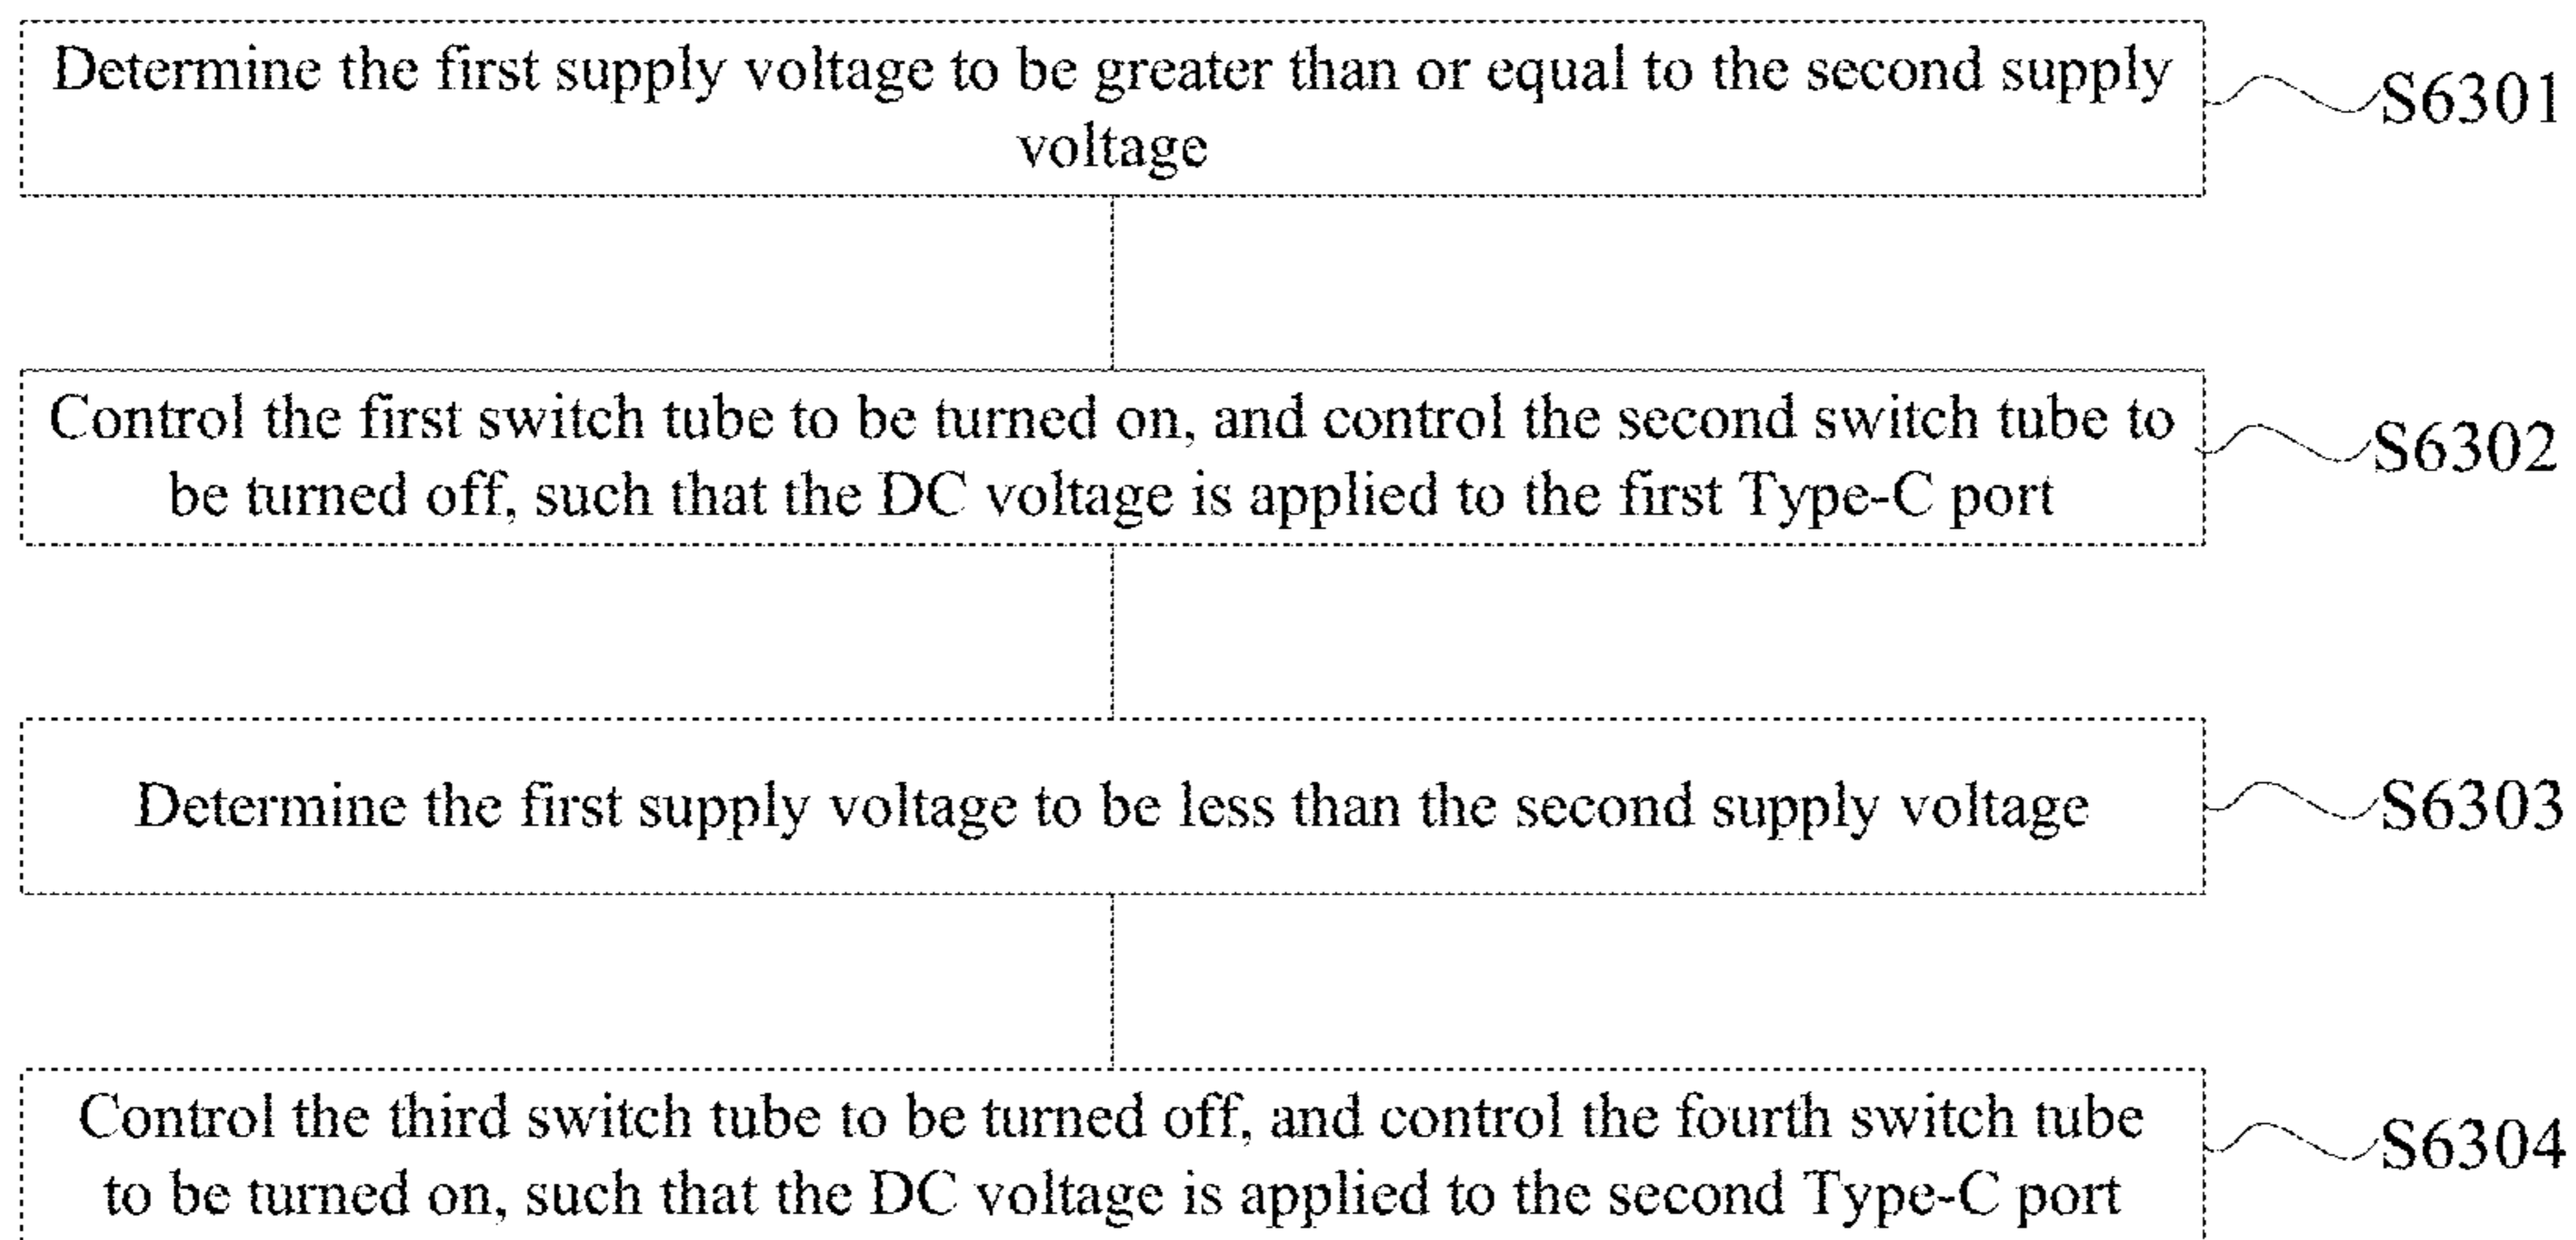 Determine the first supply voltage to be greater than or equal to the second supply
voltage
S6301
Control the first switch tube to be turned on, and control the second switch tube to
be turned off, such that the DC voltage is applied to the first Type-C port
S6302
Determine the first supply voltage to be less than the second supply voltage
S6303
Control the third switch tube to be turned off, and control the fourth switch tube
to be turned on, such that the DC voltage is applied to the second Type-C port
S6304